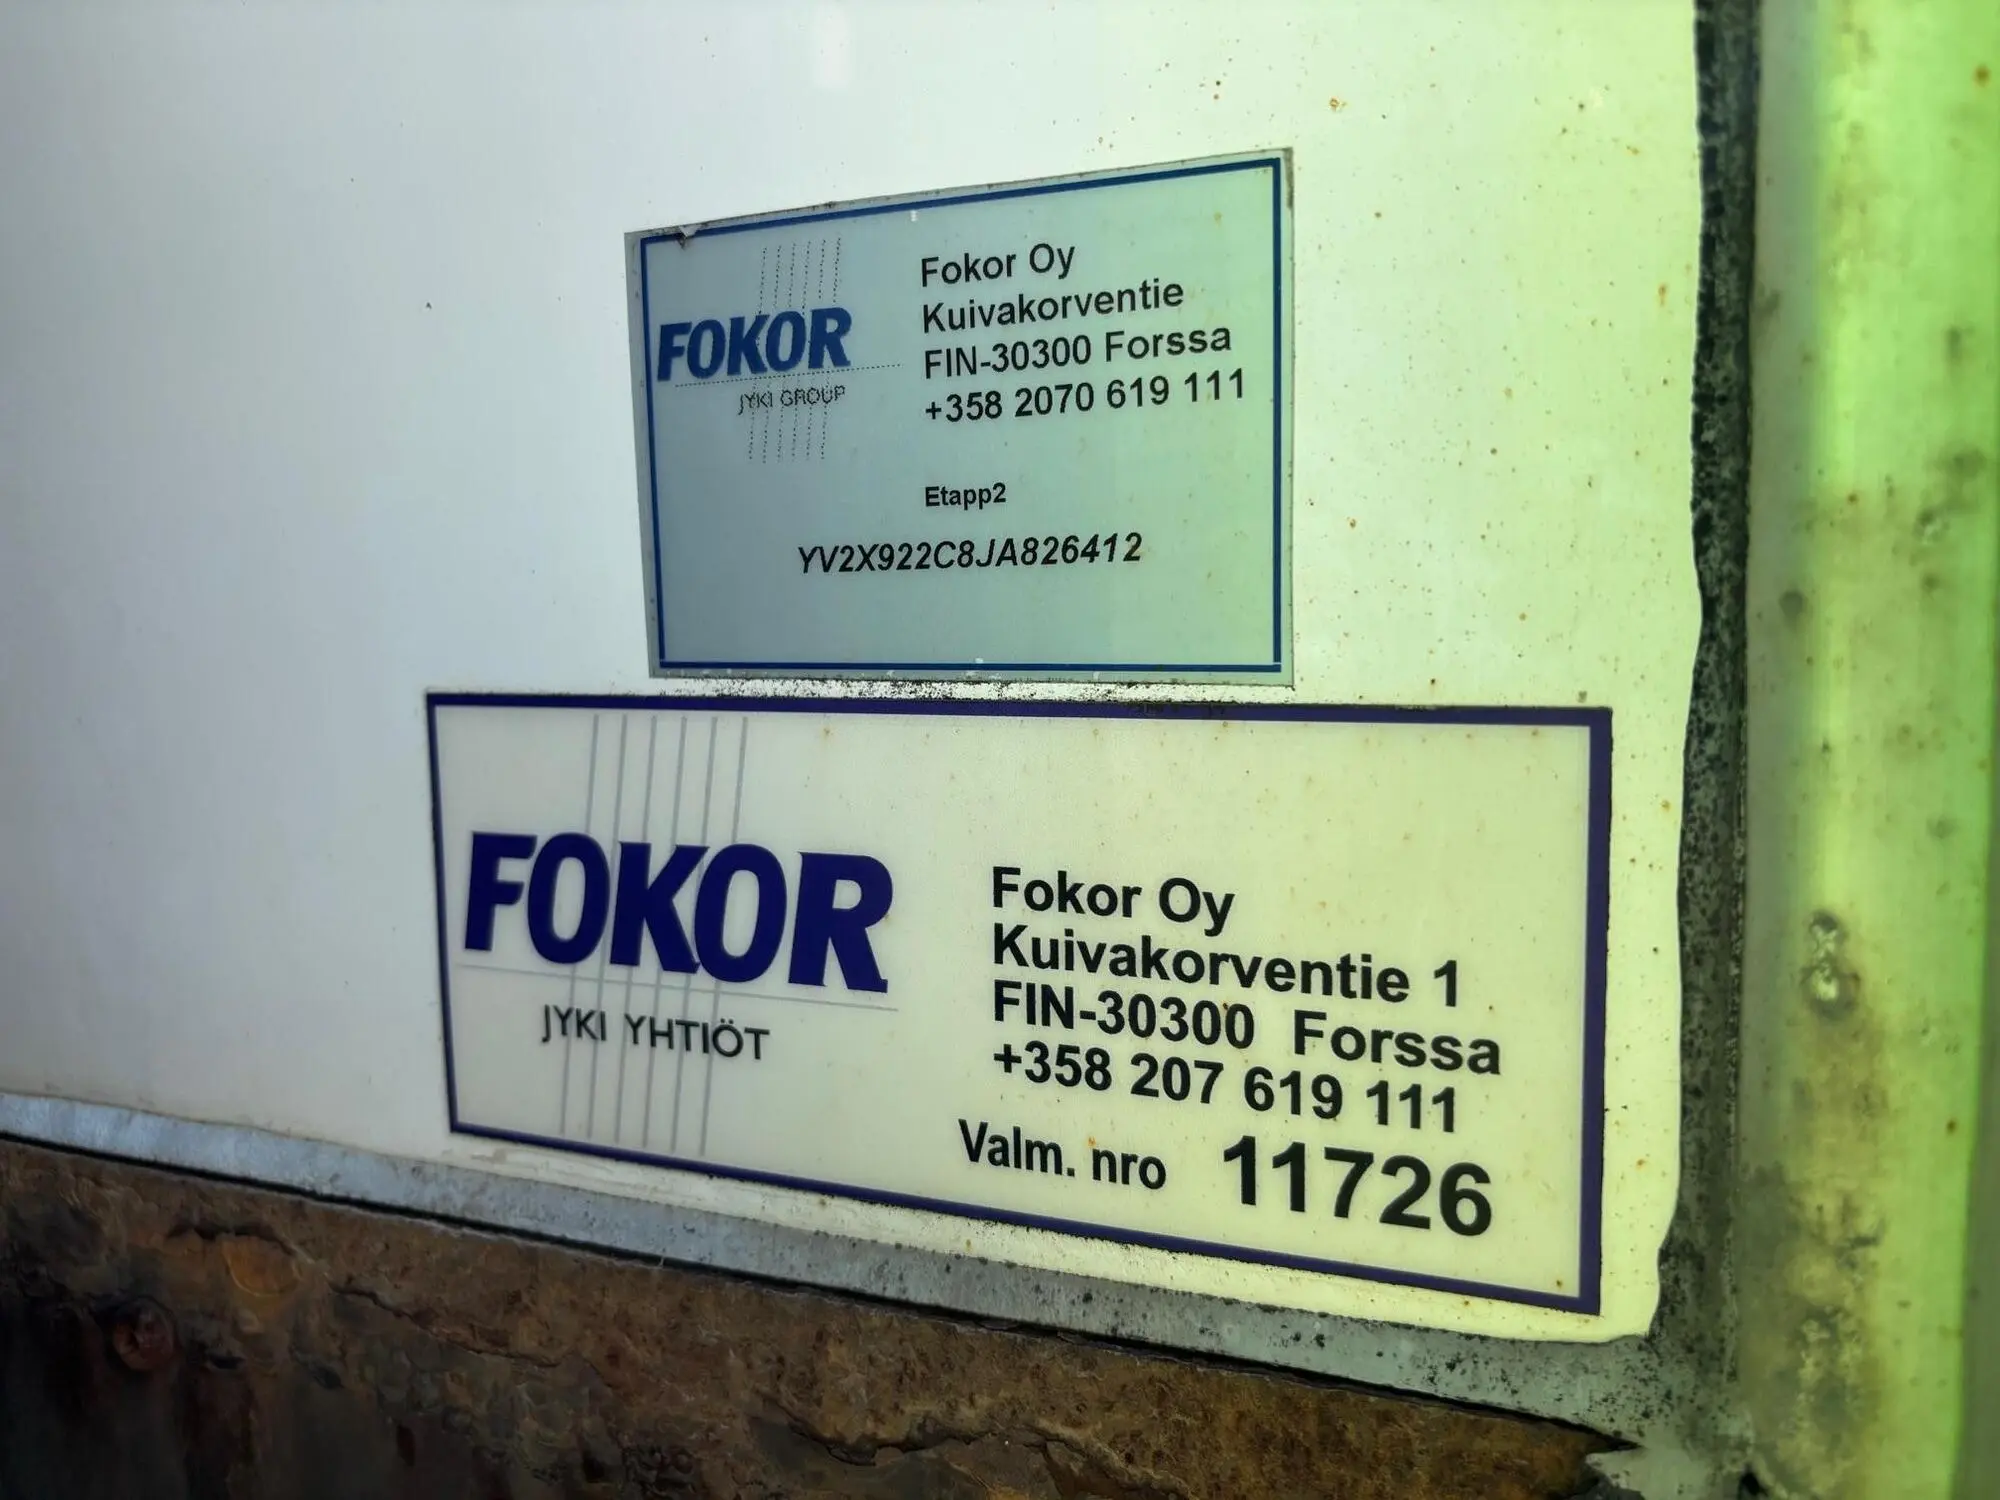 FOKOR
JYKI GROUP
Fokor Oy
Kuivakorventie
FIN-30300 Forssa
+358 2070 619 111
Etapp2
YV2X922C8JA826412
FOKOR
JYKI YHTIÖT
Fokor Oy
Kuivakorventie 1
FIN-30300 Forssa
+358 207 619 111
Valm. nro 11726